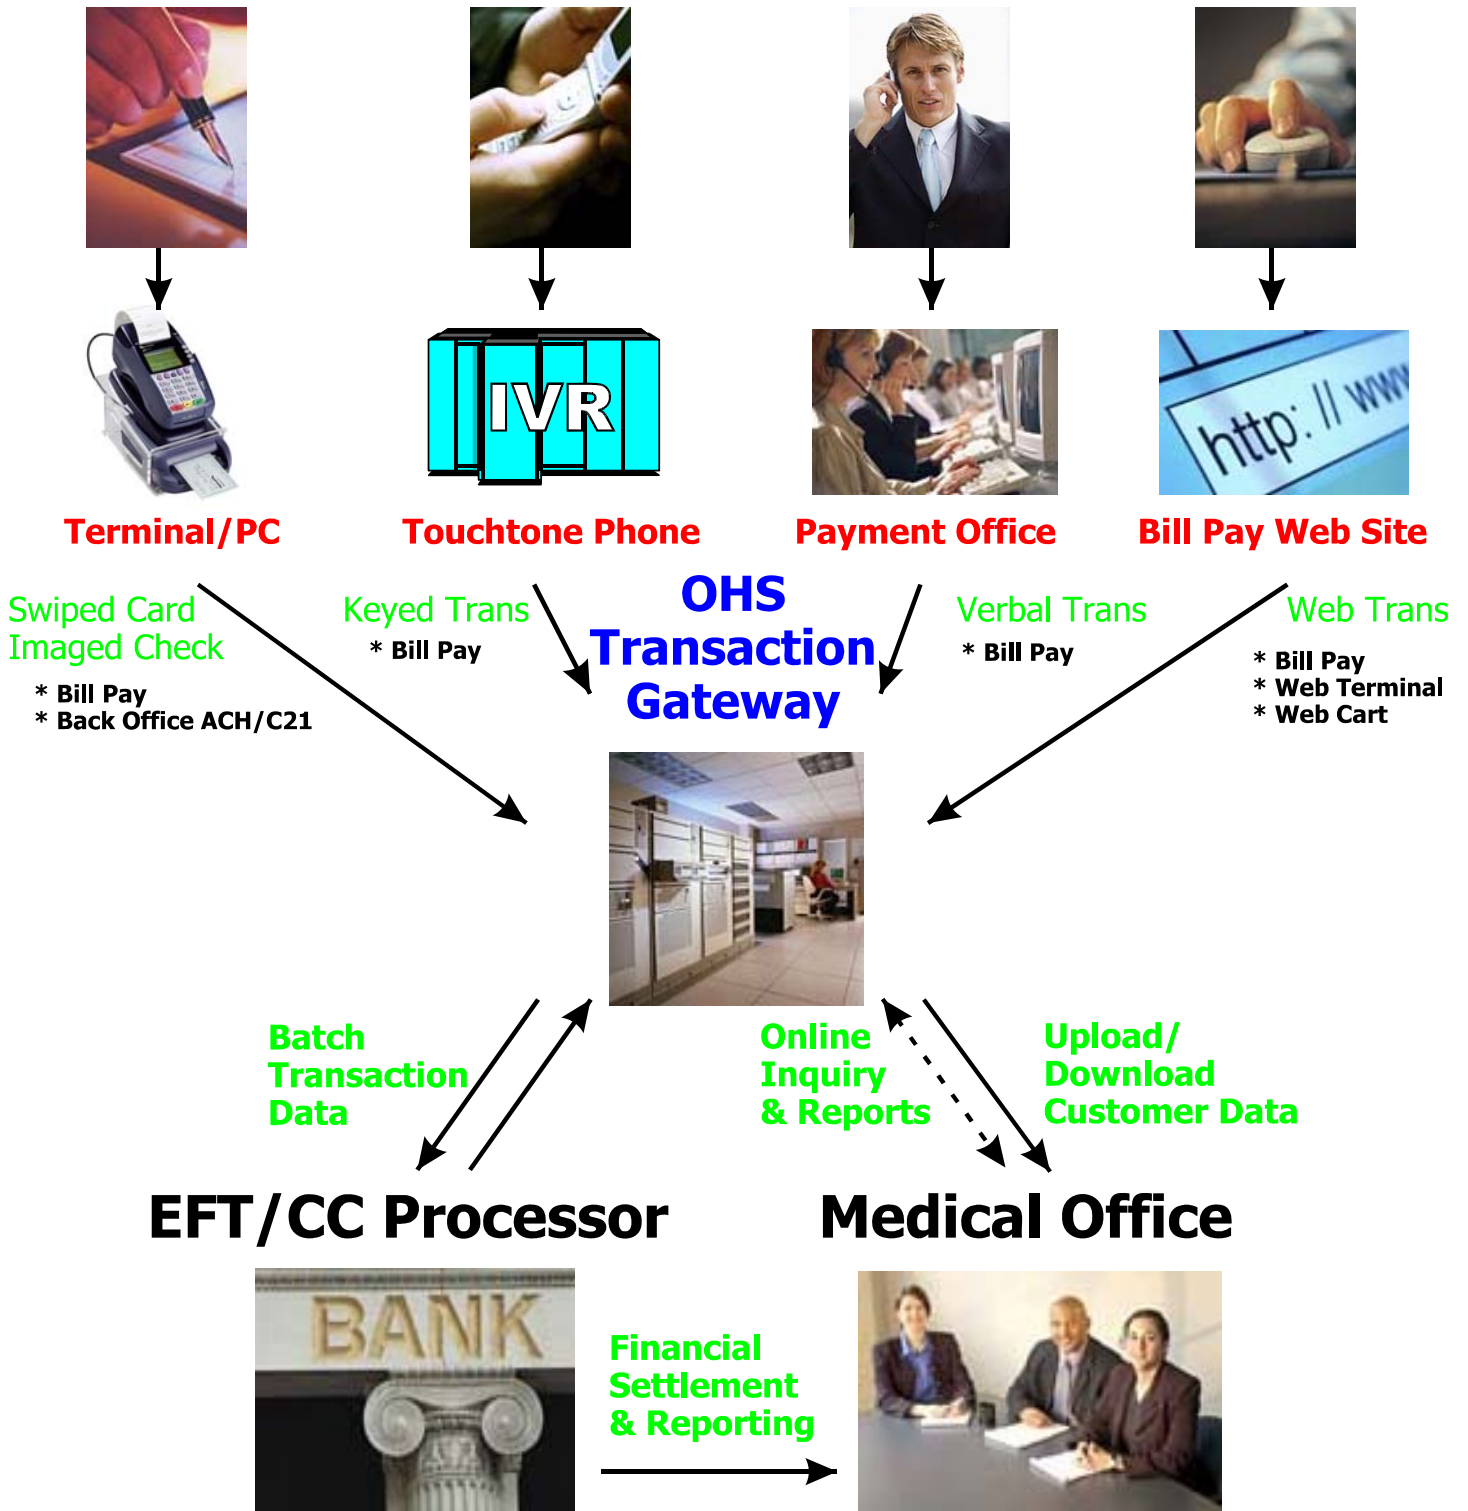 IVR
http: // www
Terminal/PC
Touchtone Phone
Payment Office
Bill Pay Web Site
Swiped Card
Imaged Check
* Bill Pay
* Back Office ACH/C21
Keyed Trans
* Bill Pay
OHS
Transaction
Gateway
Verbal Trans
* Bill Pay
Web Trans
* Bill Pay
* Web Terminal
* Web Cart
Batch
Transaction
Data
Online
Inquiry
& Reports
Upload/
Download
Customer Data
EFT/CC Processor
Medical Office
BANK
Financial
Settlement
& Reporting